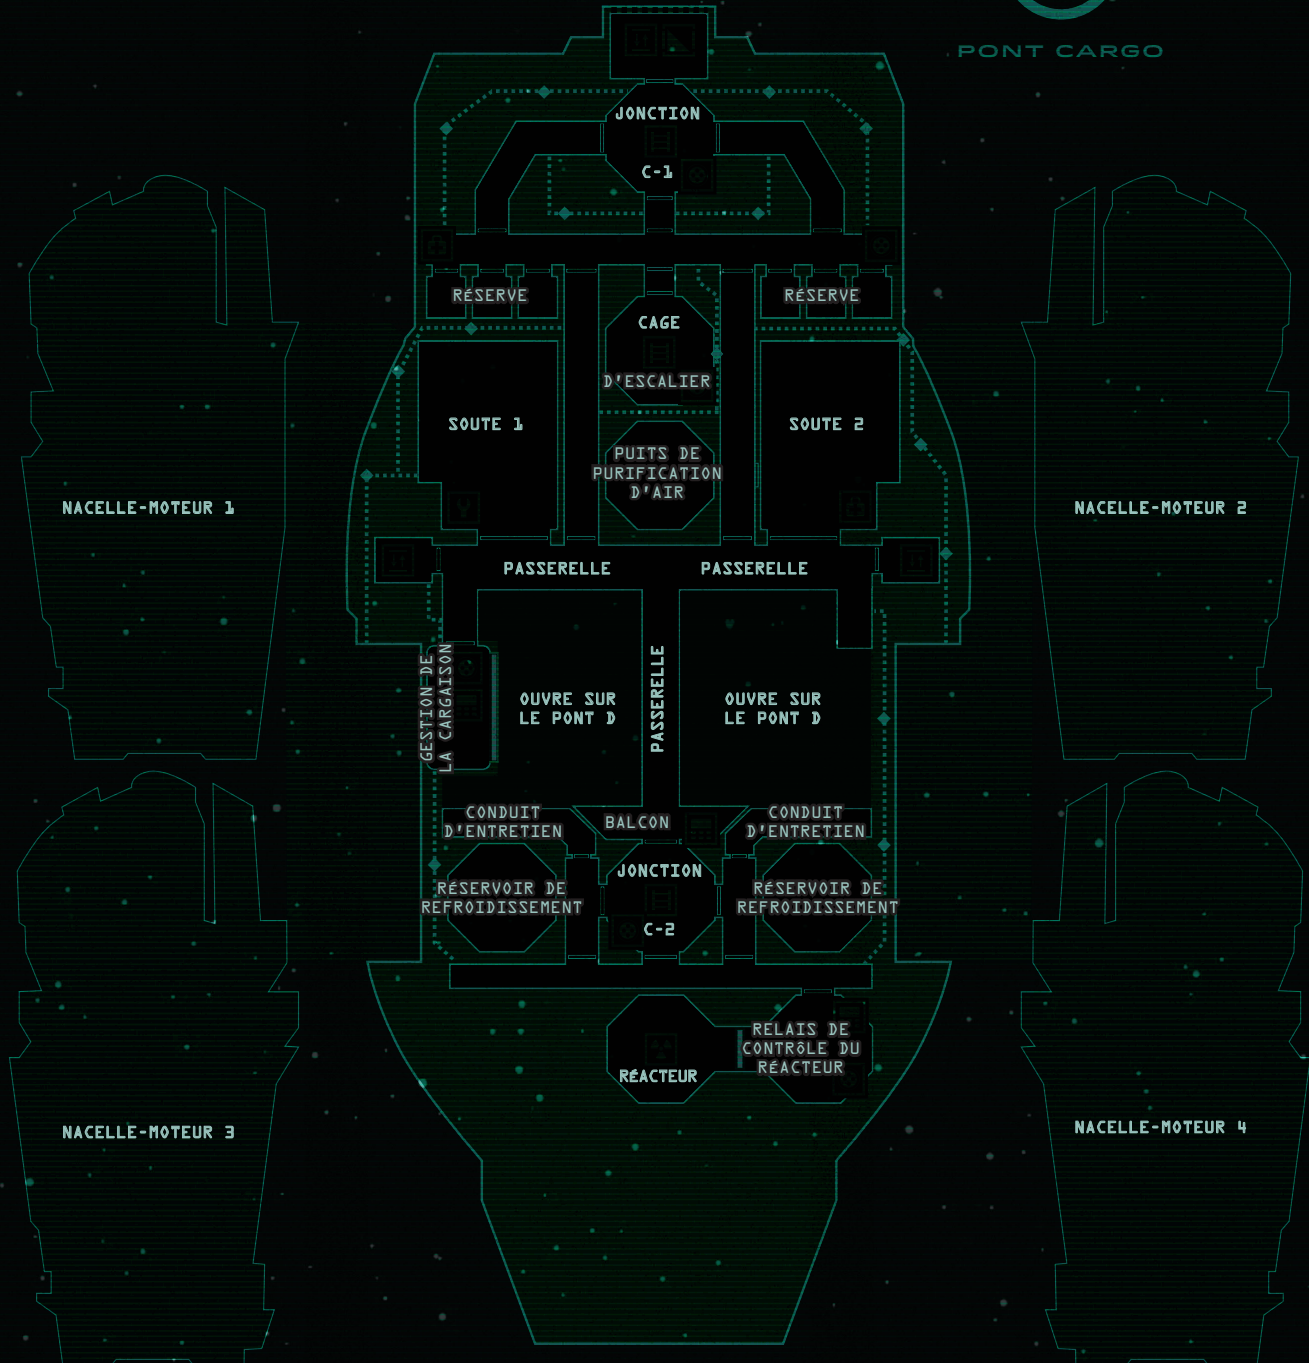 PONT CARGO
JONCTION
C-1
RÉSERVE
RÉSERVE
CAGE
D'ESCALIER
SOUTE 1
SOUTE 2
PUITS DE
PURIFICATION
D'AIR
NACELLE-MOTEUR 1
NACELLE-MOTEUR 2
PASSERELLE
PASSERELLE
GESTION DE
LA CARGAISON
OUVRE SUR
LE PONT D
PASSERELLE
OUVRE SUR
LE PONT D
CONDUIT
D'ENTRETIEN
BALCON
CONDUIT
D'ENTRETIEN
JONCTION
C-2
RÉSERVOIR DE
REFROIDISSEMENT
RÉSERVOIR DE
REFROIDISSEMENT
RELAIS DE
CONTRÔLE DU
RÉACTEUR
RÉACTEUR
NACELLE-MOTEUR 3
NACELLE-MOTEUR 4